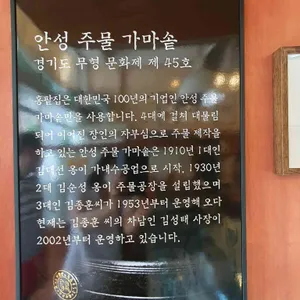 안성 주물 가마솥
경기도 무형 문화제 제 45호
홍팥집은 대한민국 100년의 기업인 안성 주물
가마솥만을 사용합니다. 4대에 걸쳐 대물림
되어 이어진 장인의 자부심으로 주물 제작을
하고 있는 안성 주물 가마솥은 1910년 1대인
김대선 옹이 가내수공업으로 시작, 1930년
2대 김순성 옹이 주물공장을 설립했으며
3대인 김종훈씨가 1953년부터 운영해 오다
현재는 김종훈 씨의 차남인 김성태 사장이
2002년부터 운영하고 있습니다.